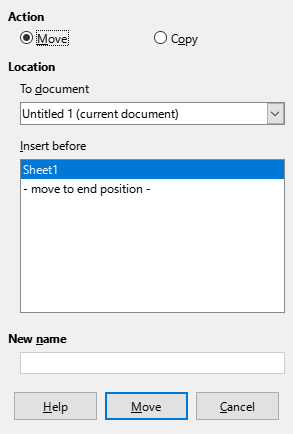 Action
Move Copy
Location
To document
Untitled 1 (current document)
Insert before
Sheet1
- move to end position -
New name
Help Move Cancel